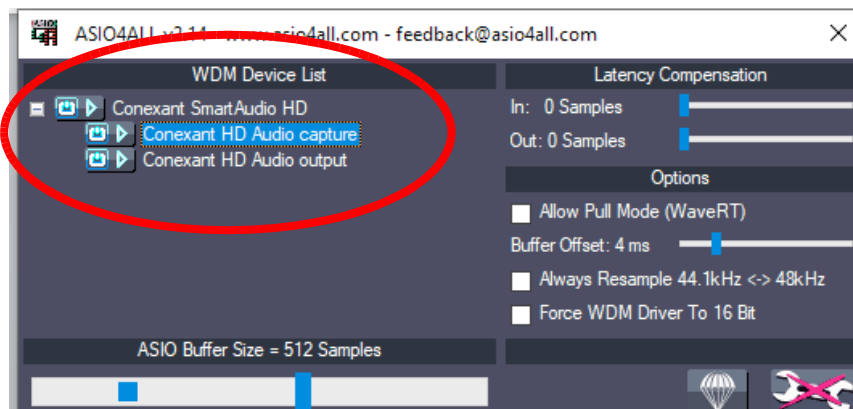 ASIO4ALL v2.14 - www.asio4all.com - feedback@asio4all.com
WDM Device List
Conexant SmartAudio HD
Conexant HD Audio capture
Conexant HD Audio output
Latency Compensation
In: 0 Samples
Out: 0 Samples
Options
Allow Pull Mode (WaveRT)
Buffer Offset: 4 ms
Always Resample 44.1kHz <-> 48kHz
Force WDM Driver To 16 Bit
ASIO Buffer Size = 512 Samples